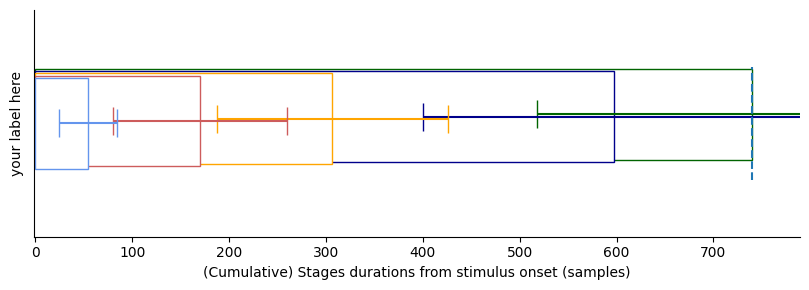 your label here
0 100 200 300 400 500 600 700
(Cumulative) Stages durations from stimulus onset (samples)